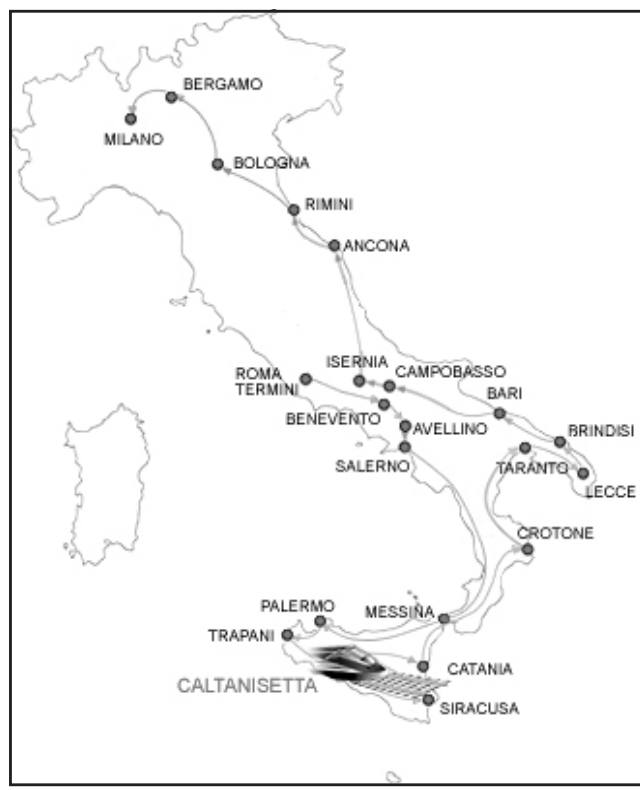 BERGAMO
MILANO
BOLOGNA
RIMINI
ANCONA
ISERNIA
CAMPOBASSO
ROMA
TERMINI
BARI
BENEVENTO
AVELLINO
BRINDISI
SALERNO
TARANTO
LECCE
CROTONE
PALERMO
MESSINA
TRAPANI
CATANIA
CALTANISETTA
SIRACUSA